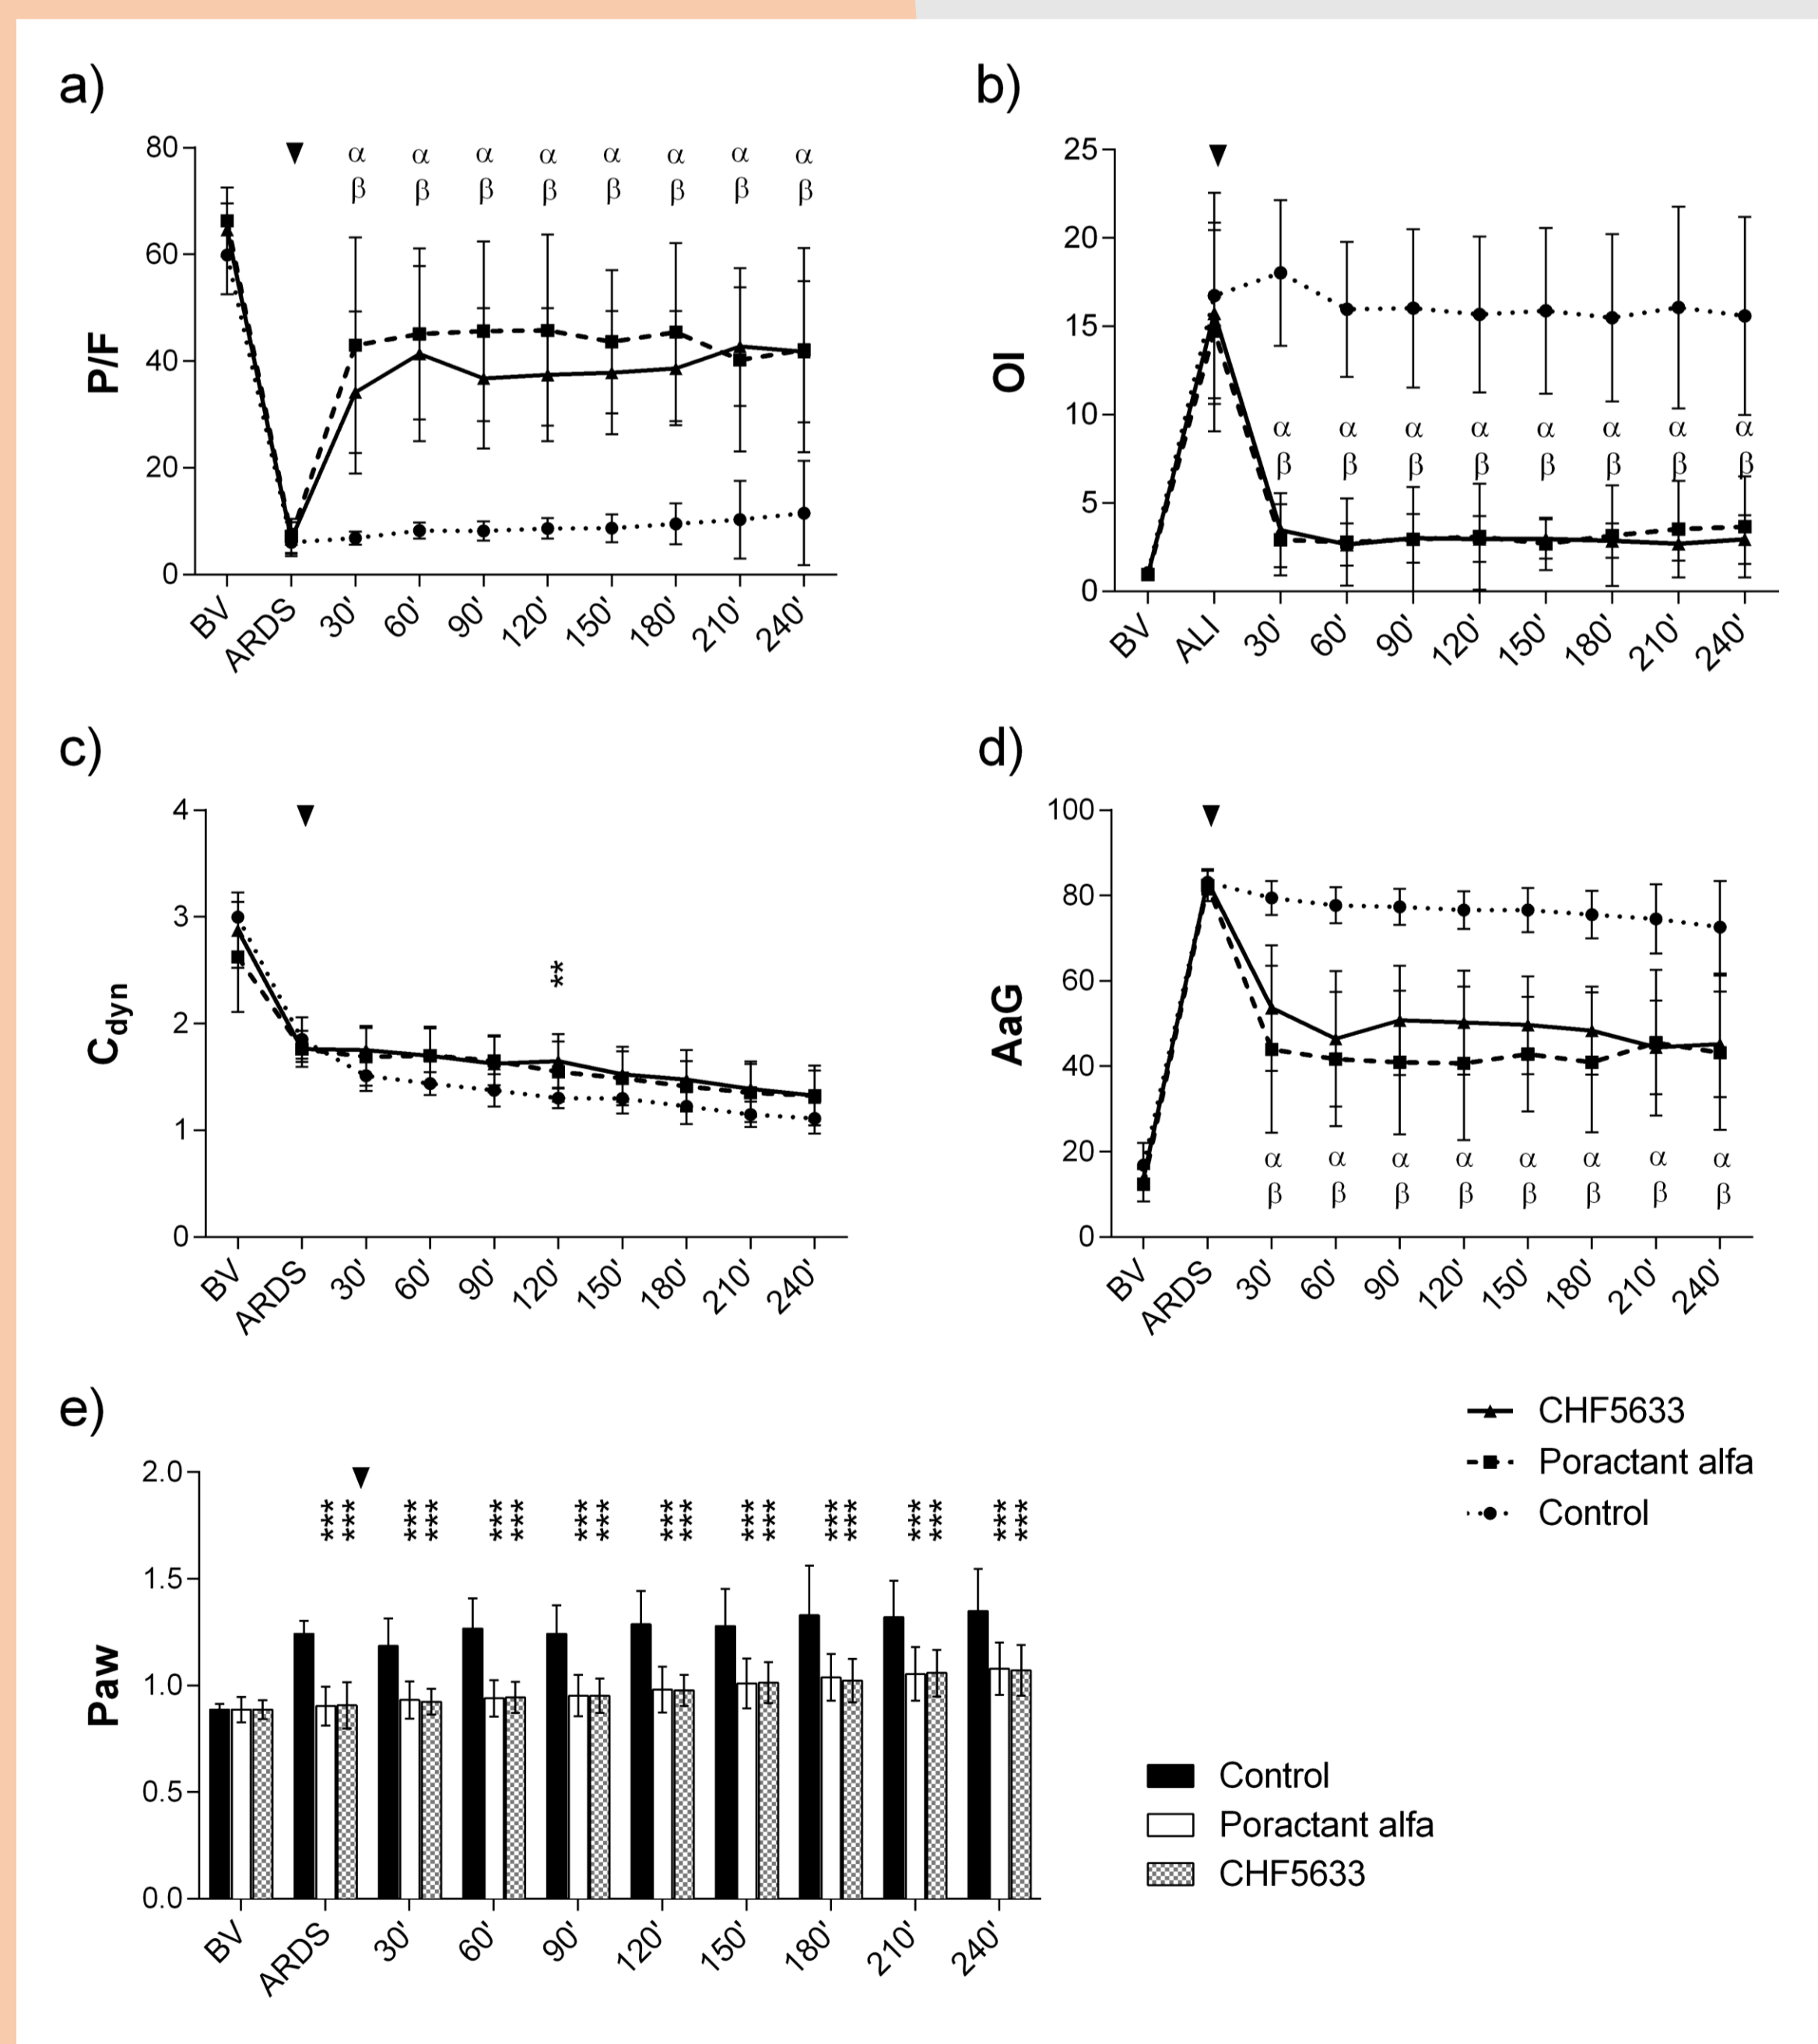 a)
80
60
40
20
0
P/F
α α α α α α α α
β β β β β β β β
BV ARDS 30' 60' 90' 120' 150' 180' 210' 240'
b)
25
20
15
10
5
0
OI
α α α α α α α α
β β β β β β β β
BV ALI 30' 60' 90' 120' 150' 180' 210' 240'
c)
4
3
2
1
0
Cdyn
**
BV ARDS 30' 60' 90' 120' 150' 180' 210' 240'
d)
100
80
60
40
20
0
AaG
α α α α α α α α
β β β β β β β β
BV ARDS 30' 60' 90' 120' 150' 180' 210' 240'
CHF5633
Poractant alfa
Control
e)
2.0
1.5
1.0
0.5
0.0
Paw
*** *** *** *** *** *** *** *** *** *** *** *** *** *** *** *** *** ***
BV ARDS 30' 60' 90' 120' 150' 180' 210' 240'
Control
Poractant alfa
CHF5633